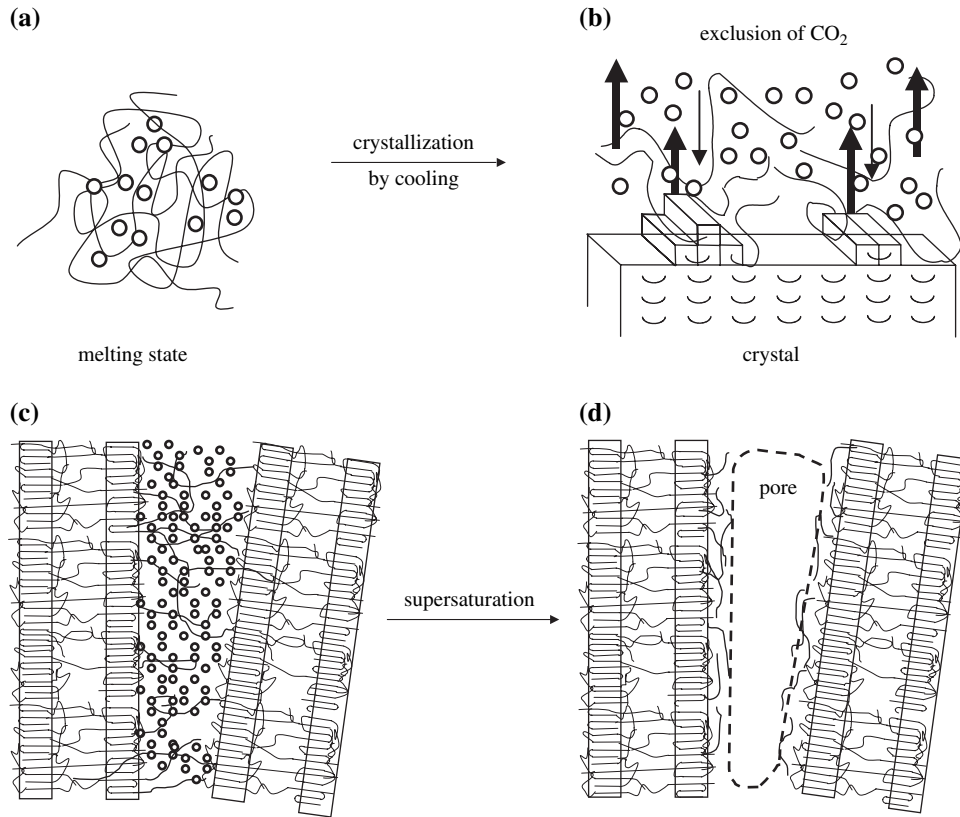 (a)
crystallization
by cooling
melting state
(b)
exclusion of CO₂
crystal
(c)
supersaturation
(d)
pore